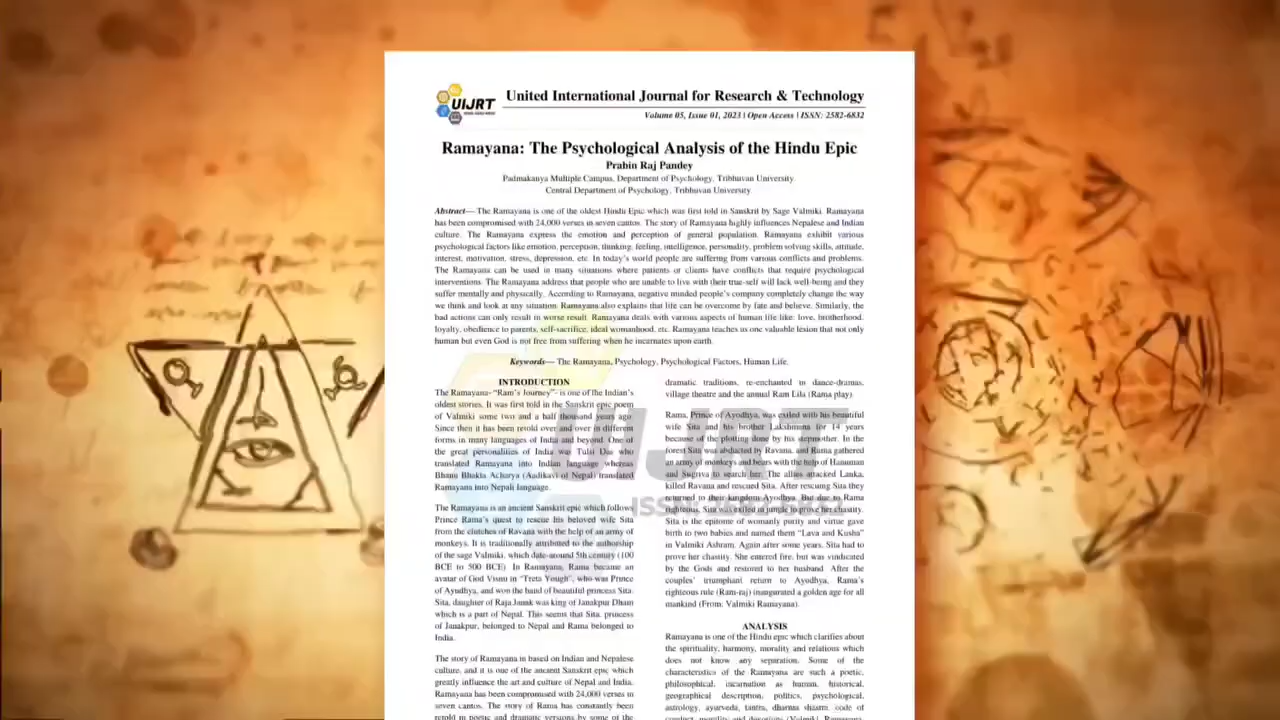 UIJRT
United International Journal for Research & Technology
Volume 05, Issue 01, 2023 | Open Access | ISSN: 2582-6832
Ramayana: The Psychological Analysis of the Hindu Epic
Prabin Raj Pandey
Padmakanya Multiple Campus, Department of Psychology, Tribhuvan University
Central Department of Psychology, Tribhuvan University
Abstract— The Ramayana is one of the oldest Hindu Epic which was first told in Sanskrit by Sage Valmiki. Ramayana
has been compromised with 24,000 verses in seven cantos. The story of Ramayana highly influences Nepalese and Indian
culture. The Ramayana express the emotion and perception of general population. Ramayana exhibit various
psychological factors like emotion, perception, thinking, feeling, intelligence, personality, problem solving skills, attitude,
interest, motivation, stress, depression, etc. In today's world people are suffering from various conflicts and problems.
The Ramayana can be used in many situations where patients or clients have conflicts that require psychological
interventions. The Ramayana address that people who are unable to live with their true-self will lack well-being and they
suffer mentally and physically. According to Ramayana, negative minded people's company completely change the way
we think and look at any situation. Ramayana also explains that life can be overcome by fate and believe. Similarly, the
bad actions can only result in worse result. Ramayana deals with various aspects of human life like: love, brotherhood,
loyalty, obedience to parents, self-sacrifice, ideal womanhood, etc. Ramayana teaches us one valuable lesion that not only
human but even God is not free from suffering when he incarnates upon earth.
Keywords— The Ramayana, Psychology, Psychological Factors, Human Life.
INTRODUCTION
The Ramayana- “Ram's Journey”- is one of the Indian's
oldest stories. It was first told in the Sanskrit epic poem
of Valmiki some two and a half thousand years ago.
Since then it has been retold over and over in different
forms in many languages of India and beyond. One of
the great personalities of India was Tulsi Das who
translated Ramayana into Indian language whereas
Bhanu Bhakta Acharya (Aadikavi of Nepal) translated
Ramayana into Nepali language.
The Ramayana is an ancient Sanskrit epic which follows
Prince Rama's quest to rescue his beloved wife Sita
from the clutches of Ravana with the help of an army of
monkeys. It is traditionally attributed to the authorship
of the sage Valmiki, which date-around 5th century (100
BCE to 500 BCE). In Ramayana, Rama became an
avatar of God Visnu in “Treta Yough”, who was Prince
of Ayodhya, and won the hand of beautiful princess Sita.
Sita, daughter of Raja Janak was king of Janakpur Dham
which is a part of Nepal. This seems that Sita, princess
of Janakpur, belonged to Nepal and Rama belonged to
India.
The story of Ramayana is based on Indian and Nepalese
culture, and it is one of the ancient Sanskrit epic which
greatly influence the art and culture of Nepal and India.
Ramayana has been compromised with 24,000 verses in
seven cantos. The story of Rama has constantly been
retold in poetic and dramatic versions by some of the
dramatic traditions, re-enchanted in dance-dramas,
village theatre and the annual Ram Lila (Rama play).
Rama, Prince of Ayodhya, was exiled with his beautiful
wife Sita and his brother Lakshmana for 14 years
because of the plotting done by his stepmother. In the
forest Sita was abducted by Ravana, and Rama gathered
an army of monkeys and bears with the help of Hanuman
and Sugriva to search her. The allies attacked Lanka,
killed Ravana and rescued Sita. After rescuing Sita they
returned to their kingdom Ayodhya. But due to Rama
righteous, Sita was exiled in jungle to prove her chastity.
Sita is the epitome of womanly purity and virtue gave
birth to two babies and named them “Lava and Kusha”
in Valmiki Ashram. Again after some years, Sita had to
prove her chastity. She entered fire, but was vindicated
by the Gods and restored to her husband. After the
couples' triumphant return to Ayodhya, Rama's
righteous rule (Ram-raj) inaugurated a golden age for all
mankind (From: Valmiki Ramayana).
ANALYSIS
Ramayana is one of the Hindu epic which clarifies about
the spirituality, harmony, morality and relations which
does not know any separation. Some of the
characteristics of the Ramayana are such a poetic,
philosophical, incarnation as human, historical,
geographical description, politics, psychological,
astrology, ayurveda, tantra, dharma shastra, code of
UIJRT